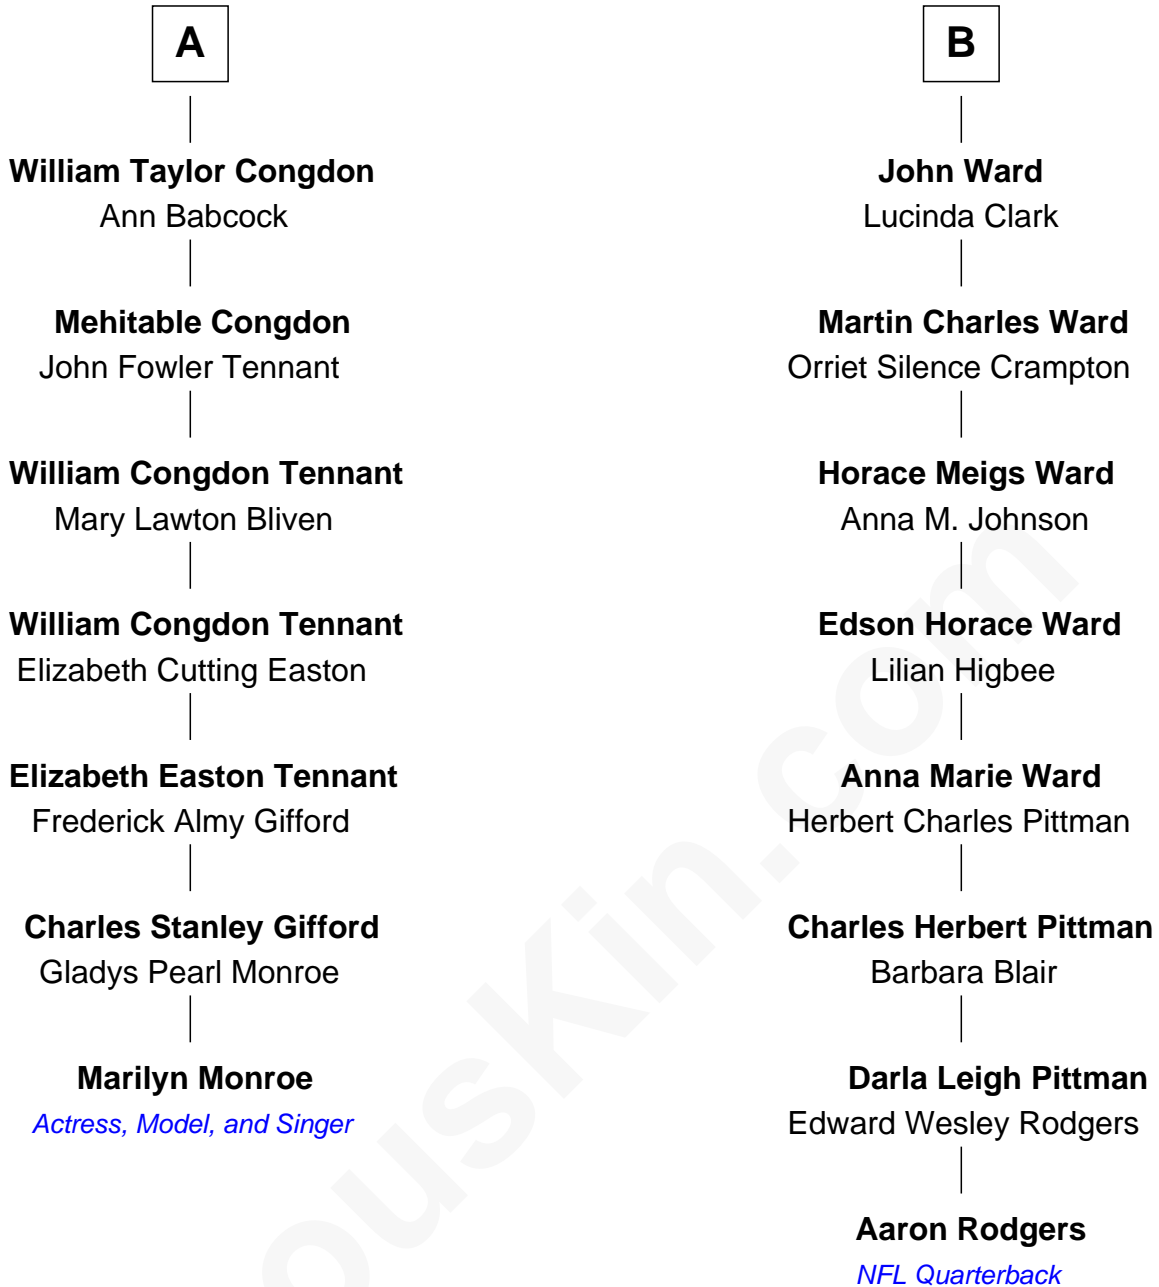 A
William Taylor Congdon
Ann Babcock
Mehitable Congdon
John Fowler Tennant
William Congdon Tennant
Mary Lawton Bliven
William Congdon Tennant
Elizabeth Cutting Easton
Elizabeth Easton Tennant
Frederick Almy Gifford
Charles Stanley Gifford
Gladys Pearl Monroe
Marilyn Monroe
Actress, Model, and Singer
B
John Ward
Lucinda Clark
Martin Charles Ward
Orriet Silence Crampton
Horace Meigs Ward
Anna M. Johnson
Edson Horace Ward
Lilian Higbee
Anna Marie Ward
Herbert Charles Pittman
Charles Herbert Pittman
Barbara Blair
Darla Leigh Pittman
Edward Wesley Rodgers
Aaron Rodgers
NFL Quarterback
ousKin.com